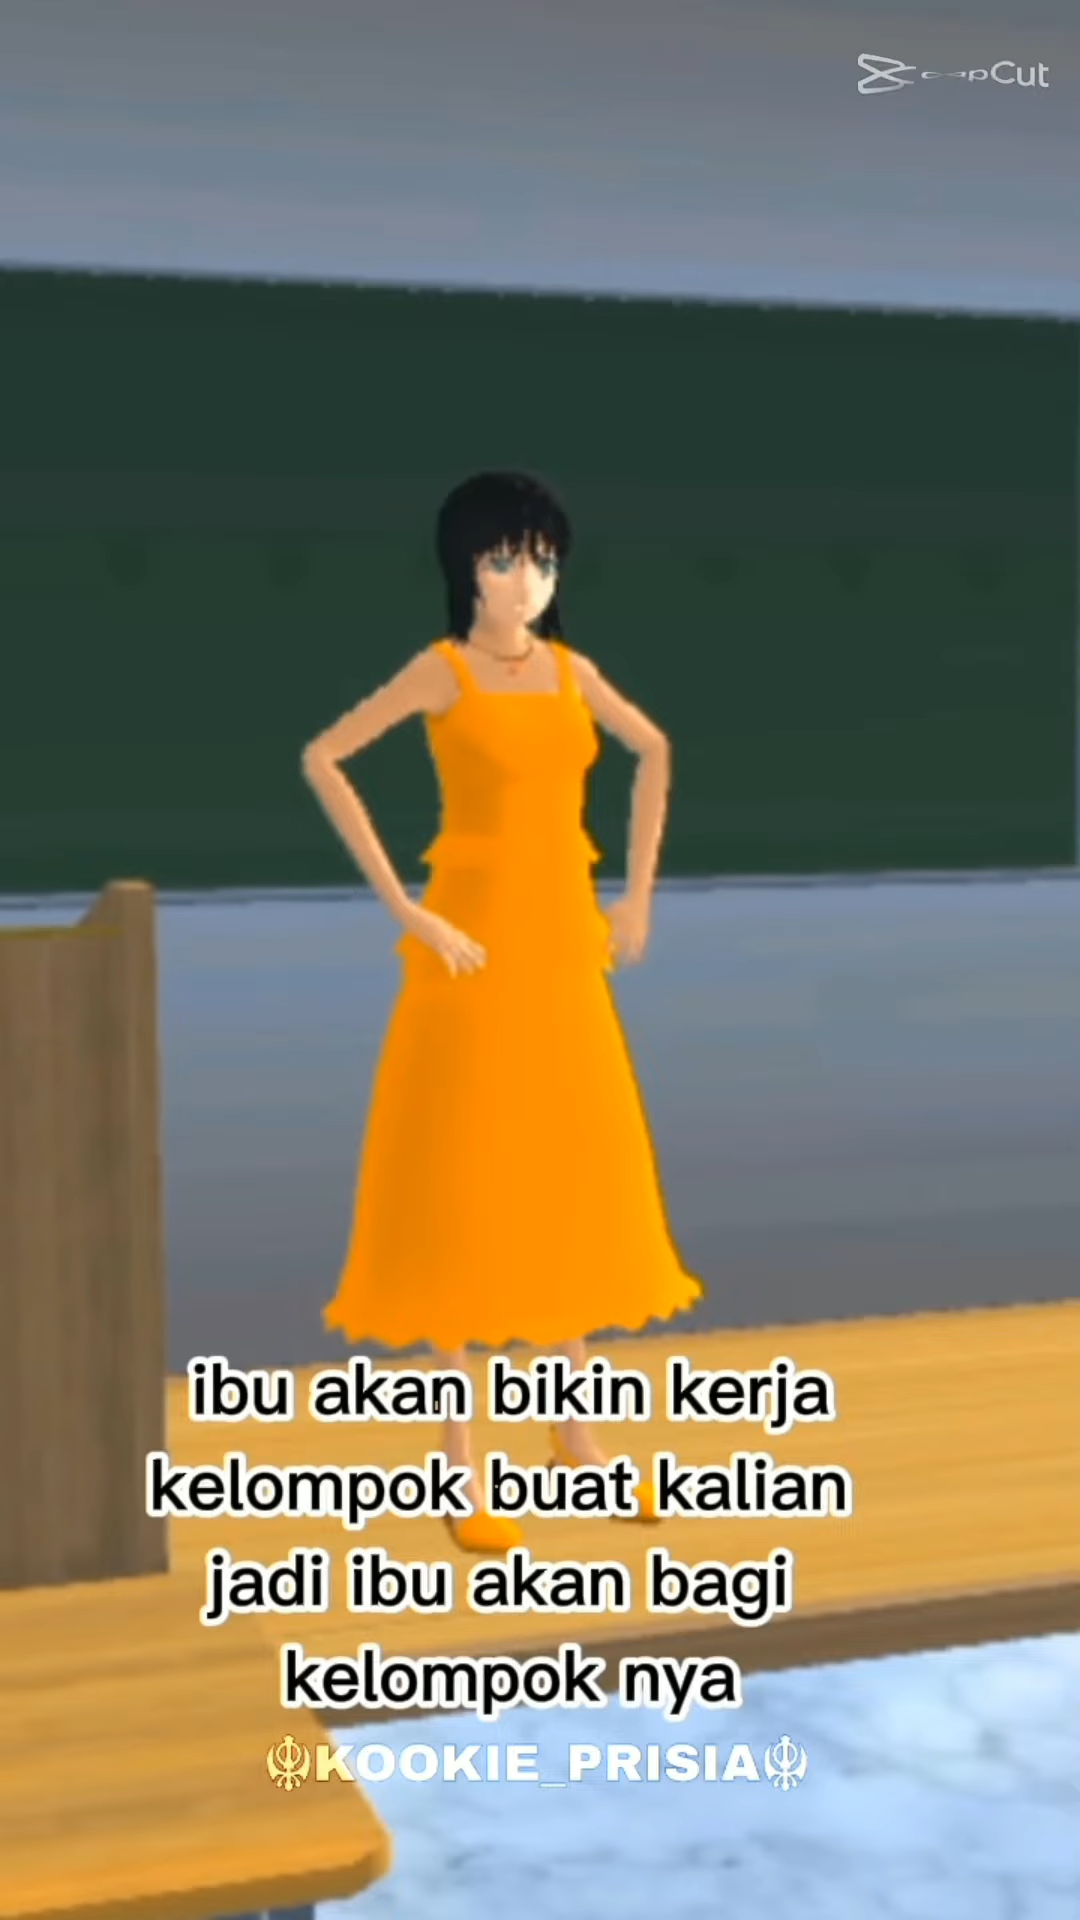 CapCut
ibu akan bikin kerja
kelompok buat kalian
jadi ibu akan bagi
kelompok nya
☬KOOKIE_PRISIA☬